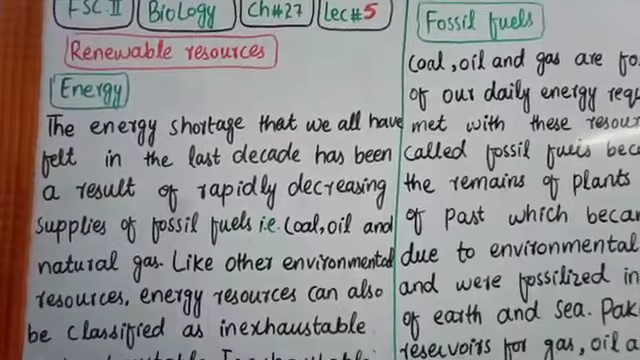 FSC II
Biology
Ch#27
Lec#5
Renewable resources
Energy
The energy shortage that we all have
felt in the last decade has been
a result of rapidly decreasing
supplies of fossil fuels i.e. Coal, oil and
natural gas. Like other environmental
resources, energy resources can also
be classified as inexhaustable
Fossil fuels
Coal, oil and gas are
of our daily energy
met with these
called fossil fuels
the remains of plants
of past which
due to environmental
and were fossilized in
of earth and sea.
reservoirs for gas, oil